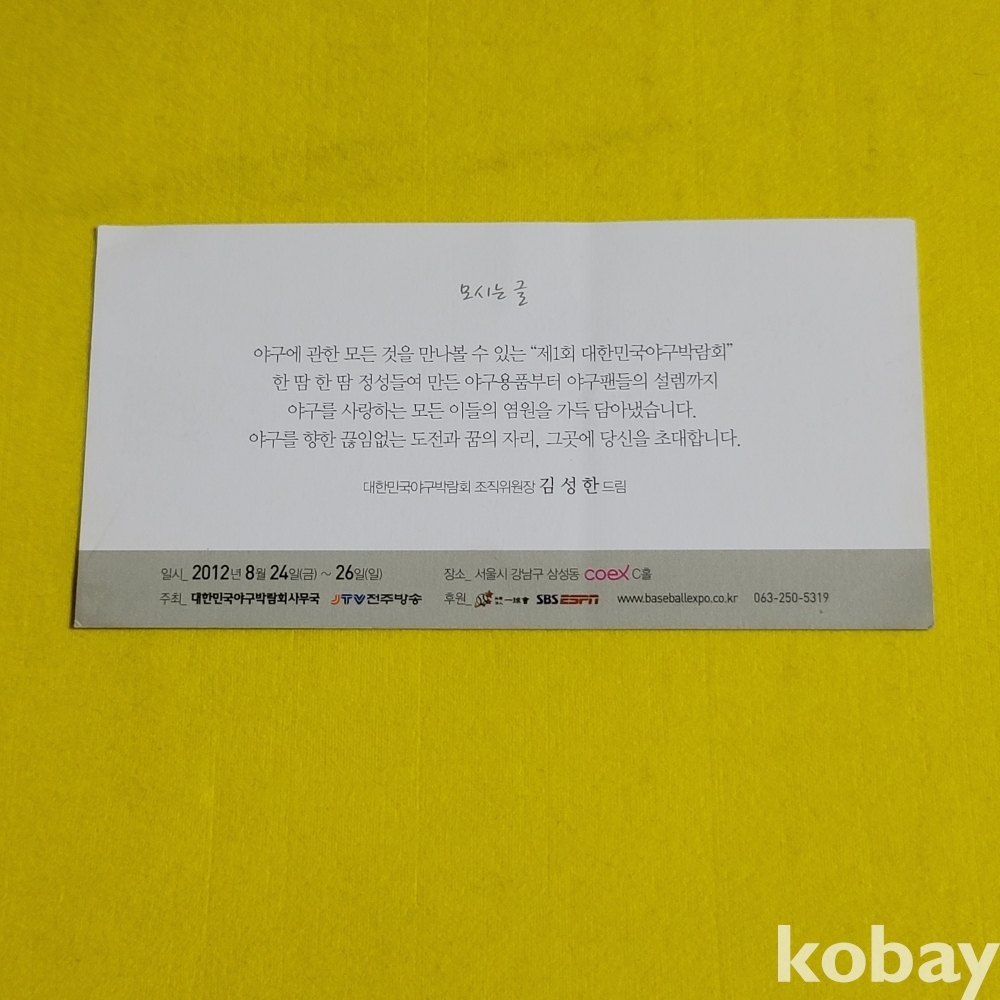 모시는 글
야구에 관한 모든 것을 만나볼 수 있는 “제1회 대한민국야구박람회”
한 땀 한 땀 정성들여 만든 야구용품부터 야구팬들의 설렘까지
야구를 사랑하는 모든 이들의 염원을 가득 담아냈습니다.
야구를 향한 끊임없는 도전과 꿈의 자리, 그곳에 당신을 초대합니다.
대한민국야구박람회 조직위원장 김성한 드림
일시_ 2012년 8월 24일(금) ~ 26일(일) 장소_ 서울시 강남구 삼성동 coex C홀
주최_ 대한민국야구박람회사무국 JTV전주방송 후원_ 一球會 SBS ESPN www.baseballexpo.co.kr 063-250-5319
kobay